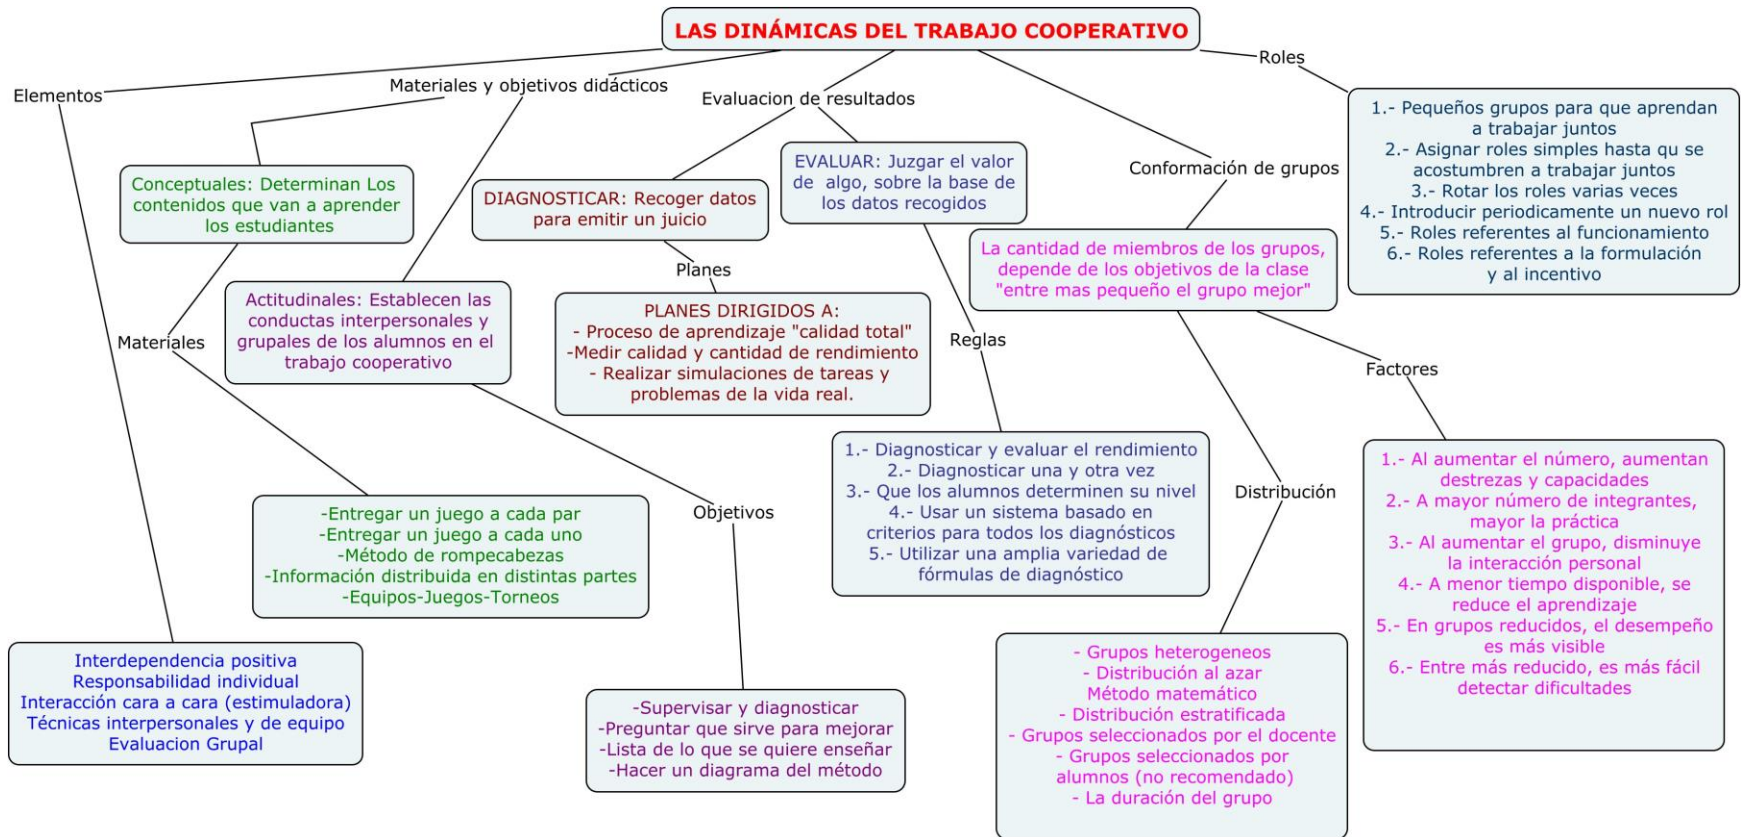 LAS DINÁMICAS DEL TRABAJO COOPERATIVO
Elementos
Interdependencia positiva
Responsabilidad individual
Interacción cara a cara (estimuladora)
Técnicas interpersonales y de equipo
Evaluacion Grupal
Materiales y objetivos didácticos
Conceptuales: Determinan Los
contenidos que van a aprender
los estudiantes
Materiales
-Entregar un juego a cada par
-Entregar un juego a cada uno
-Método de rompecabezas
-Información distribuida en distintas partes
-Equipos-Juegos-Torneos
Actitudinales: Establecen las
conductas interpersonales y
grupales de los alumnos en el
trabajo cooperativo
Objetivos
-Supervisar y diagnosticar
-Preguntar que sirve para mejorar
-Lista de lo que se quiere enseñar
-Hacer un diagrama del método
Evaluacion de resultados
DIAGNOSTICAR: Recoger datos
para emitir un juicio
Planes
PLANES DIRIGIDOS A:
- Proceso de aprendizaje "calidad total"
-Medir calidad y cantidad de rendimiento
- Realizar simulaciones de tareas y
problemas de la vida real.
EVALUAR: Juzgar el valor
de algo, sobre la base de
los datos recogidos
Reglas
1.- Diagnosticar y evaluar el rendimiento
2.- Diagnosticar una y otra vez
3.- Que los alumnos determinen su nivel
4.- Usar un sistema basado en
criterios para todos los diagnósticos
5.- Utilizar una amplia variedad de
fórmulas de diagnóstico
Conformación de grupos
La cantidad de miembros de los grupos,
depende de los objetivos de la clase
"entre mas pequeño el grupo mejor"
Distribución
- Grupos heterogeneos
- Distribución al azar
Método matemático
- Distribución estratificada
- Grupos seleccionados por el docente
- Grupos seleccionados por
alumnos (no recomendado)
- La duración del grupo
Factores
1.- Al aumentar el número, aumentan
destrezas y capacidades
2.- A mayor número de integrantes,
mayor la práctica
3.- Al aumentar el grupo, disminuye
la interacción personal
4.- A menor tiempo disponible, se
reduce el aprendizaje
5.- En grupos reducidos, el desempeño
es más visible
6.- Entre más reducido, es más fácil
detectar dificultades
Roles
1.- Pequeños grupos para que aprendan
a trabajar juntos
2.- Asignar roles simples hasta qu se
acostumbren a trabajar juntos
3.- Rotar los roles varias veces
4.- Introducir periodicamente un nuevo rol
5.- Roles referentes al funcionamiento
6.- Roles referentes a la formulación
y al incentivo